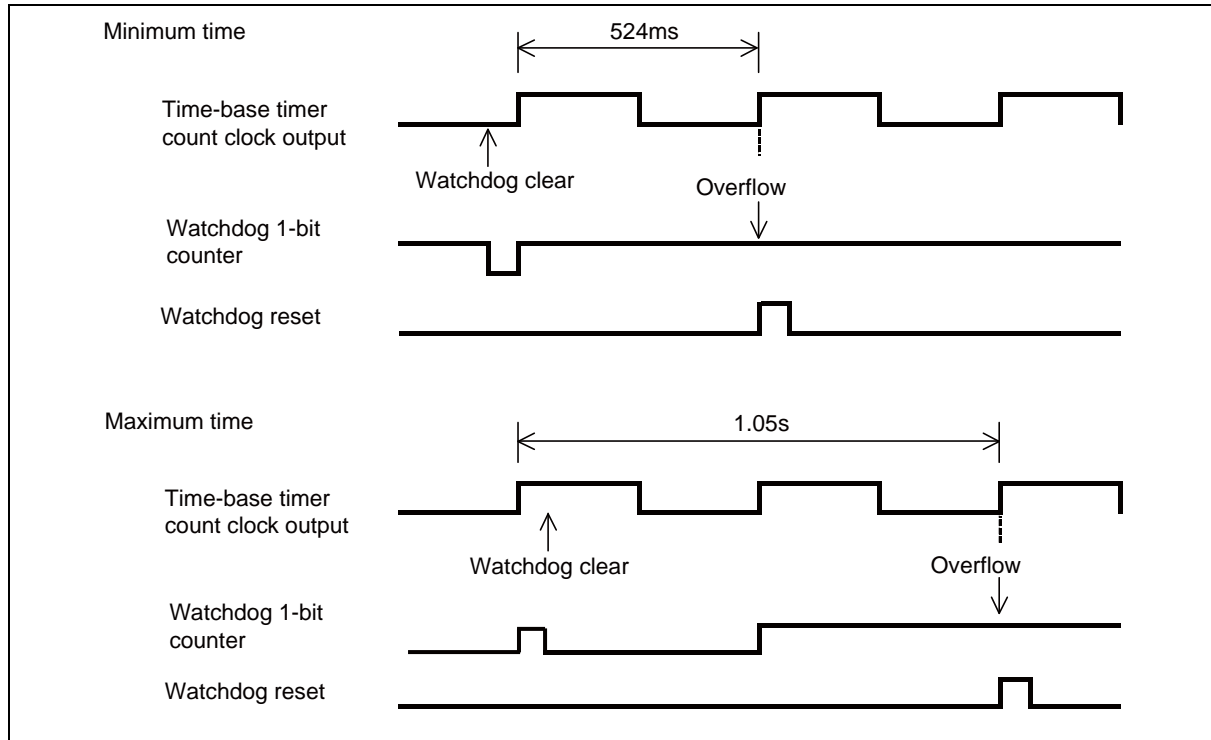 Minimum time
524ms
Time-base timer
count clock output
Watchdog clear
Overflow
Watchdog 1-bit
counter
Watchdog reset
Maximum time
1.05s
Time-base timer
count clock output
Watchdog clear
Overflow
Watchdog 1-bit
counter
Watchdog reset